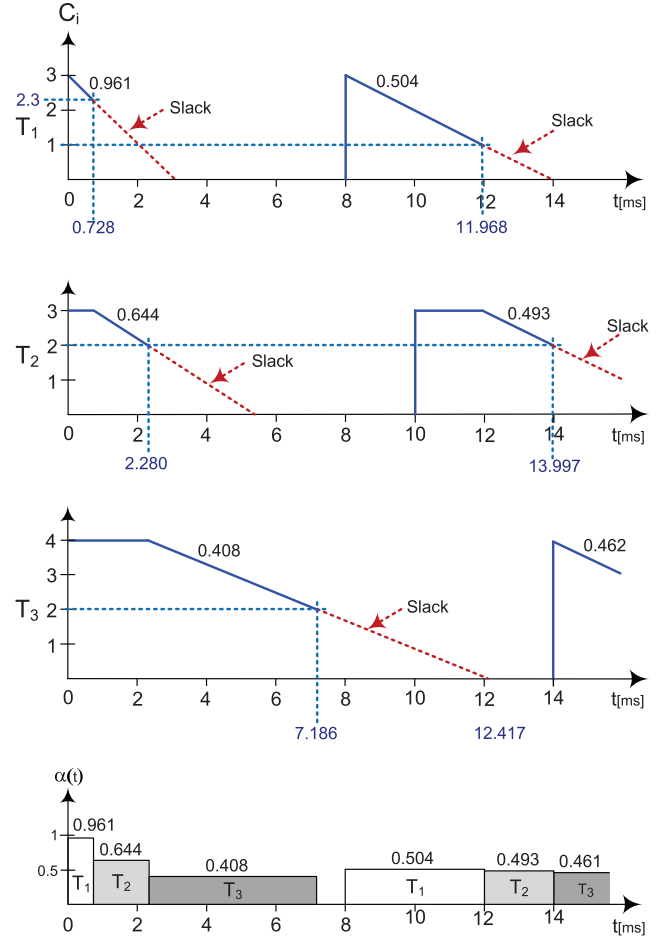 C i
3 0.961 0.504
2.3 Slack Slack
2
T1
1
0 2 4 6 8 10 12 14 t[ms]
0.728 11.968
3 0.644 0.493
Slack
2
T2 Slack
1
0 2 4 6 8 10 12 14 t[ms]
2.280 13.997
4 0.408 0.462
3
T3 2 Slack
1
0 2 4 6 8 10 12 14 t[ms]
7.186 12.417
α(t)
0.961
1 0.644 0.408 0.504 0.493 0.461
0.5 T1 T2 T3 T1 T2 T3
0 2 4 6 8 10 12 14 t[ms]